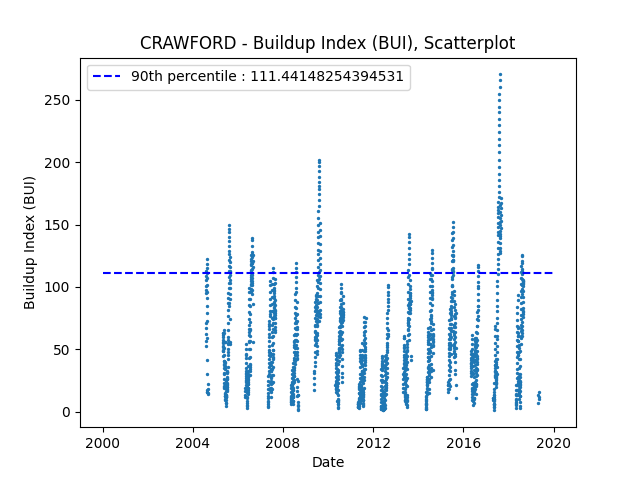 CRAWFORD - Buildup Index (BUI), Scatterplot
90th percentile : 111.44148254394531
Buildup Index (BUI)
250
200
150
100
50
0
2000 2004 2008 2012 2016 2020
Date